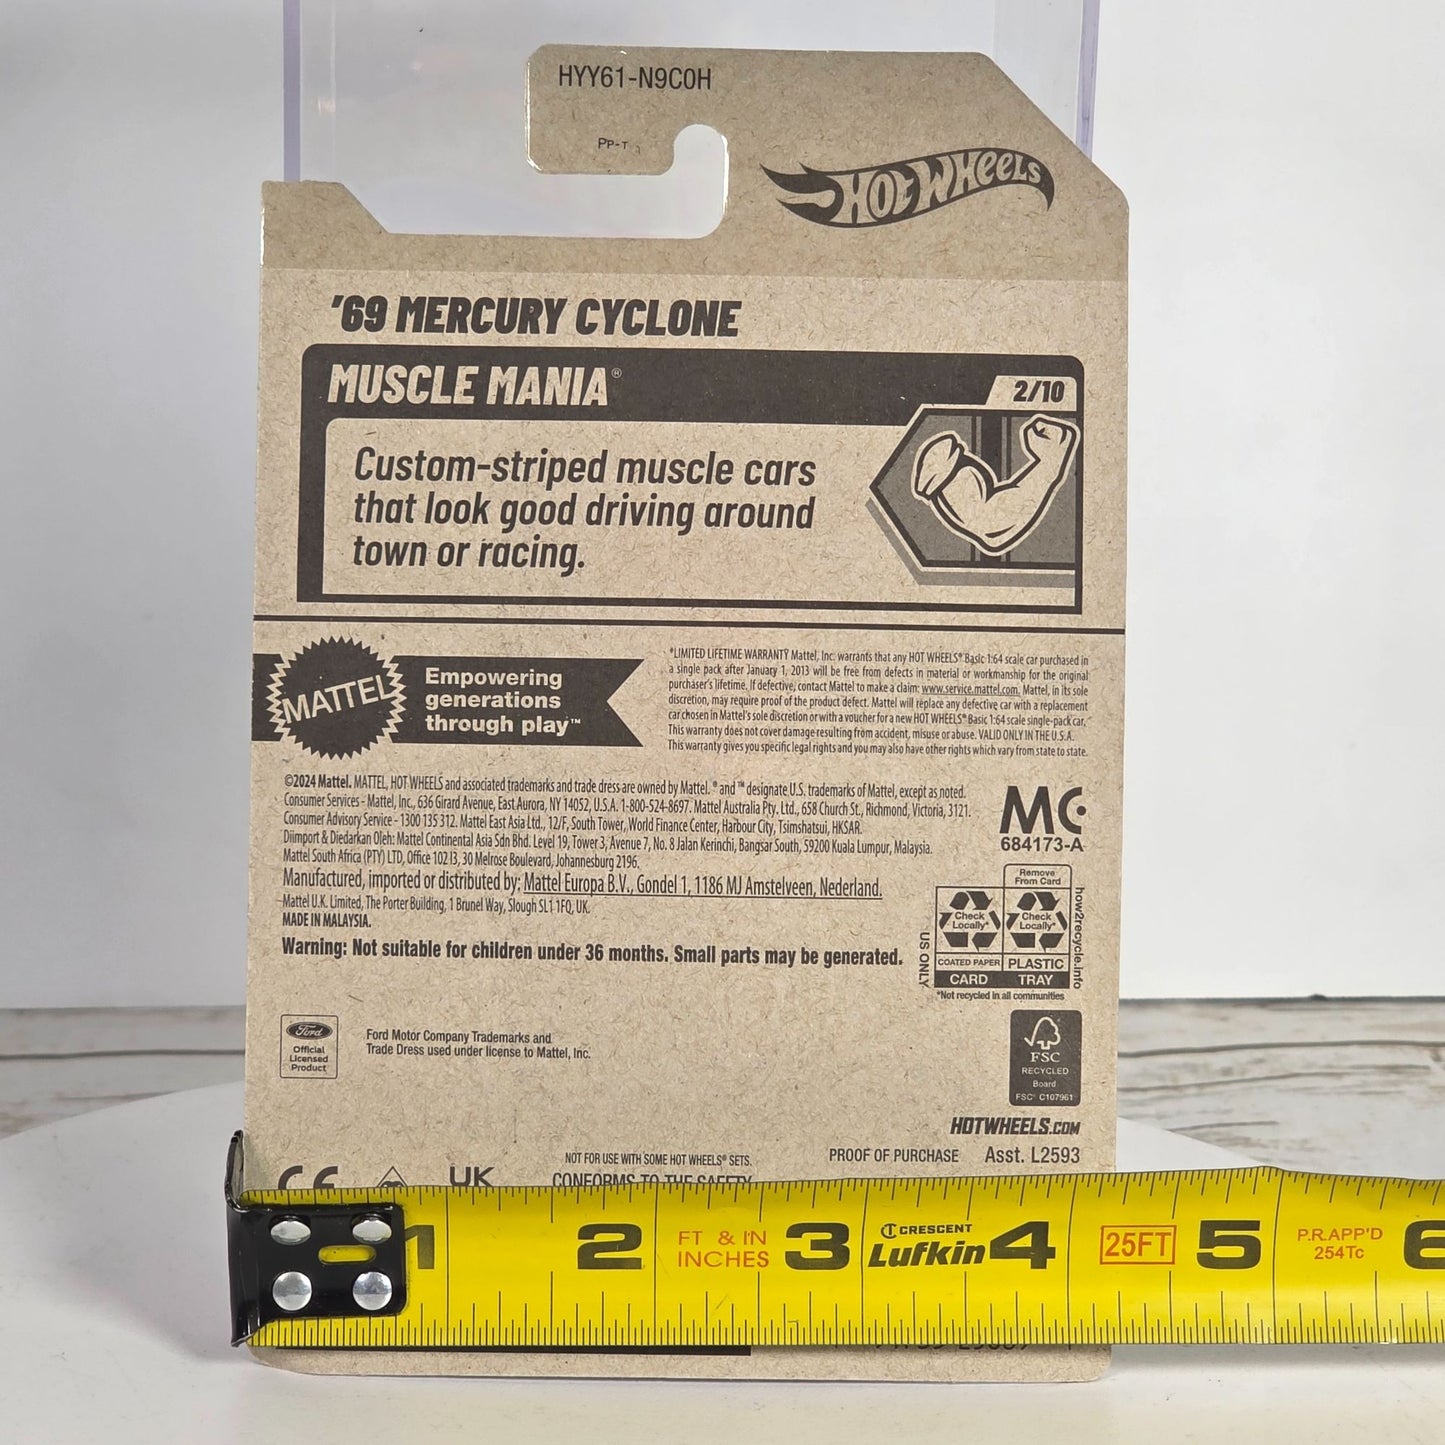 HYY61-N9C0H
PP-T
HOT WHEELS
'69 MERCURY CYCLONE
MUSCLE MANIA®
2/10
Custom-striped muscle cars
that look good driving around
town or racing.
MATTEL
Empowering
generations
through play™
*LIMITED LIFETIME WARRANTY Mattel, Inc. warrants that any HOT WHEELS® Basic 1:64 scale car purchased in
a single pack after January 1, 2013 will be free from defects in material or workmanship for the original
purchaser's lifetime. If defective, contact Mattel to make a claim: www.service.mattel.com. Mattel, in its sole
discretion, may require proof of the product defect. Mattel will replace any defective car with a replacement
car chosen in Mattel's sole discretion or with a voucher for a new HOT WHEELS® Basic 1:64 scale single-pack car.
This warranty does not cover damage resulting from accident, misuse or abuse. VALID ONLY IN THE U.S.A.
This warranty gives you specific legal rights and you may also have other rights which vary from state to state.
©2024 Mattel. MATTEL, HOT WHEELS and associated trademarks and trade dress are owned by Mattel. ® and ™ designate U.S. trademarks of Mattel, except as noted.
Consumer Services - Mattel, Inc., 636 Girard Avenue, East Aurora, NY 14052, U.S.A. 1-800-524-8697. Mattel Australia Pty. Ltd., 658 Church St., Richmond, Victoria, 3121.
Consumer Advisory Service - 1300 135 312. Mattel East Asia Ltd., 12/F, South Tower, World Finance Center, Harbour City, Tsimshatsui, HKSAR.
Diimport & Diedarkan Oleh: Mattel Continental Asia Sdn Bhd. Level 19, Tower 3, Avenue 7, No. 8 Jalan Kerinchi, Bangsar South, 59200 Kuala Lumpur, Malaysia.
Mattel South Africa (PTY) LTD, Office 102 I3, 30 Melrose Boulevard, Johannesburg 2196.
Manufactured, imported or distributed by: Mattel Europa B.V., Gondel 1, 1186 MJ Amstelveen, Nederland.
Mattel U.K. Limited, The Porter Building, 1 Brunel Way, Slough SL1 1FQ, UK.
MADE IN MALAYSIA.
Warning: Not suitable for children under 36 months. Small parts may be generated.
MC
684173-A
Remove
From Card
Check
Locally*
Check
Locally*
COATED PAPER
PLASTIC
CARD
TRAY
US ONLY
how2recycle.info
*Not recycled in all communities
Ford
Official
Licensed
Product
Ford Motor Company Trademarks and
Trade Dress used under license to Mattel, Inc.
FSC
RECYCLED
Board
FSC® C107961
HOTWHEELS.COM
NOT FOR USE WITH SOME HOT WHEELS® SETS.
PROOF OF PURCHASE
Asst. L2593
CE
UK
CONFORMS TO THE SAFETY
1
2
FT & IN
INCHES
3
CRESCENT
Lufkin
4
25FT
5
P.R.APP'D
254Tc
6